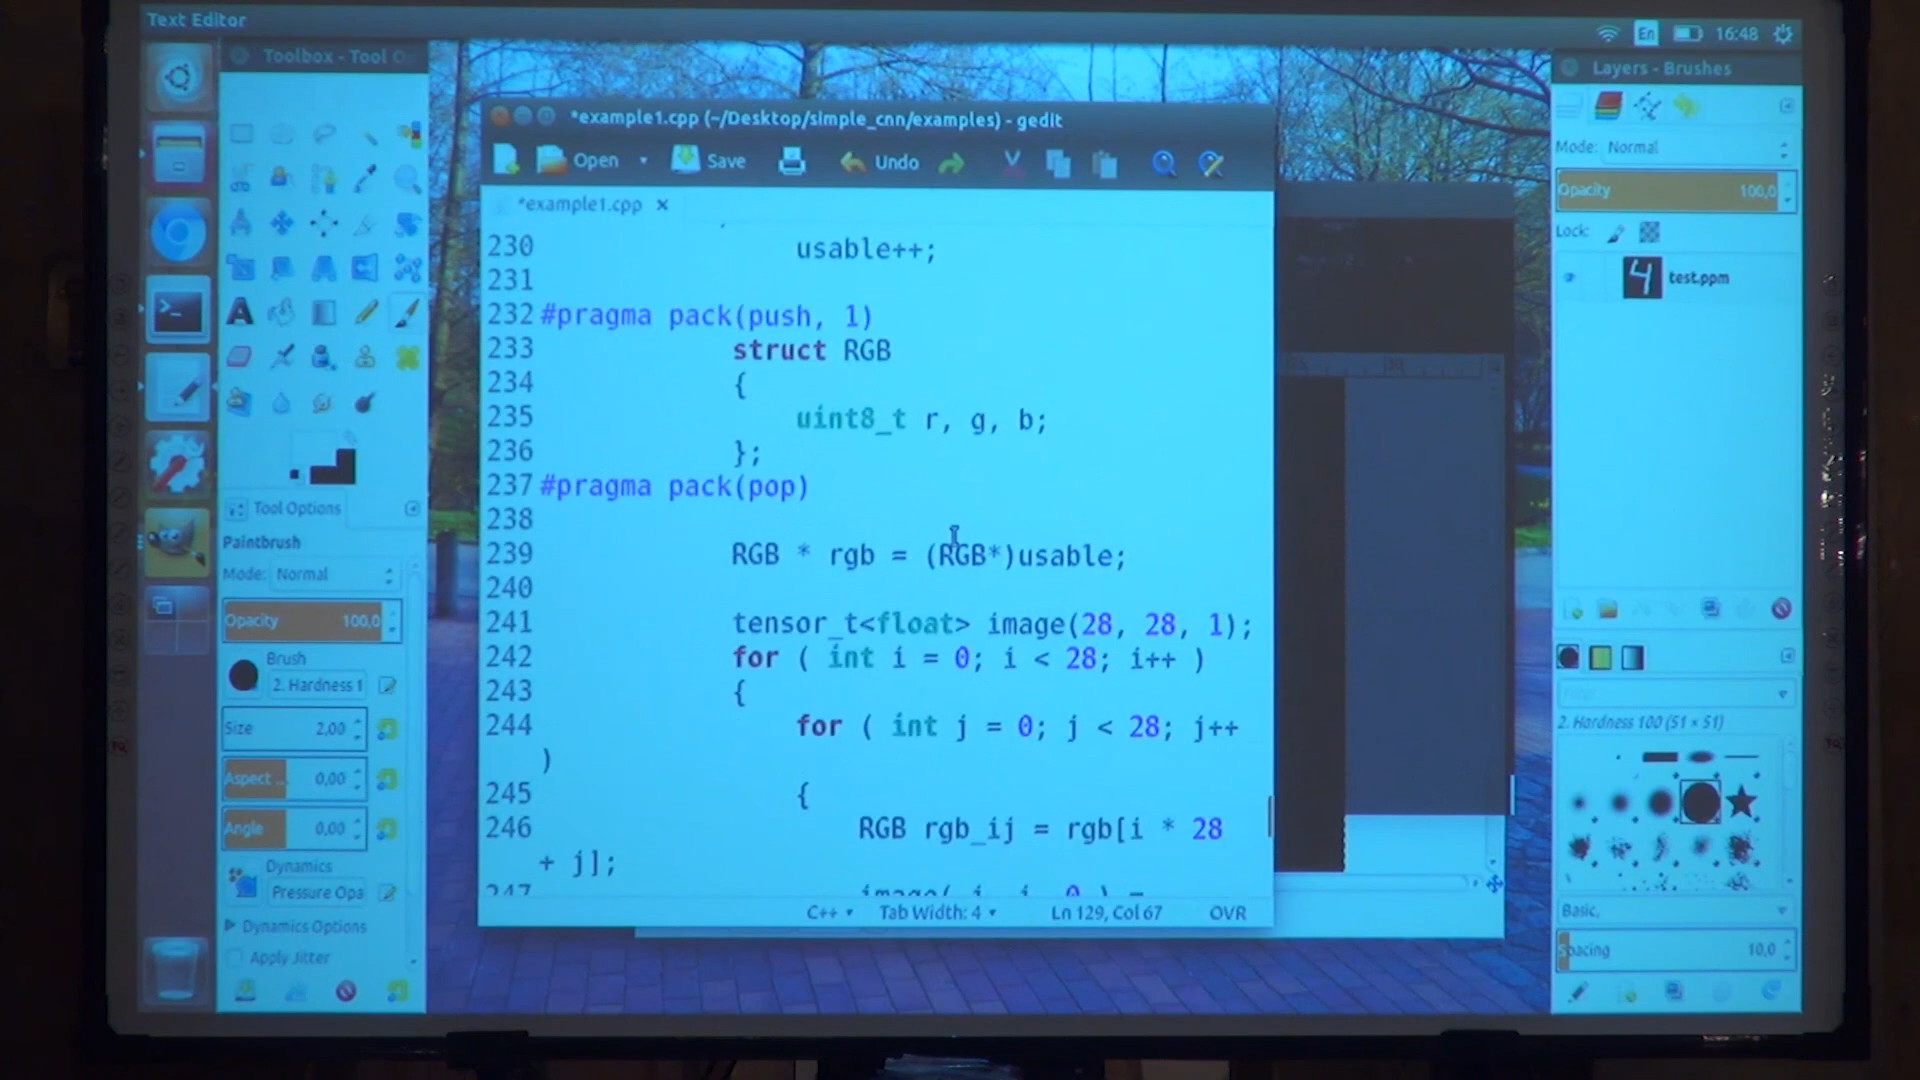 Text Editor
En
16:48
Toolbox - Tool O
Layers - Brushes
*example1.cpp (~/Desktop/simple_cnn/examples) - gedit
Open
Save
Undo
*example1.cpp ×
230 usable++;
231
232 #pragma pack(push, 1)
233 struct RGB
234 {
235 uint8_t r, g, b;
236 };
237 #pragma pack(pop)
238
239 RGB * rgb = (RGB*)usable;
240
241 tensor_t<float> image(28, 28, 1);
242 for ( int i = 0; i < 28; i++ )
243 {
244 for ( int j = 0; j < 28; j++
)
245 {
246 RGB rgb_ij = rgb[i * 28
+ j];
247
C++
Tab Width: 4
Ln 129, Col 67
OVR
Tool Options
Paintbrush
Mode: Normal
Opacity 100,0
Brush
2. Hardness 1
Size 2,00
Aspect ... 0,00
Angle 0,00
Dynamics
Pressure Opa
Dynamics Options
Apply Jitter
Mode: Normal
Opacity 100,0
Lock:
4
test.ppm
2. Hardness 100 (51 × 51)
Basic,
Spacing 10,0